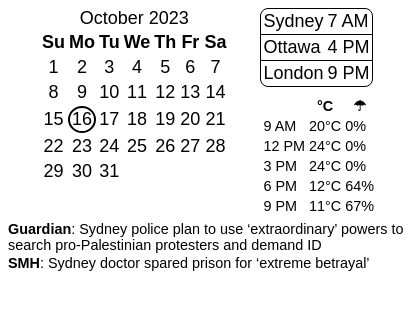 October 2023
Su Mo Tu We Th Fr Sa
1 2 3 4 5 6 7
8 9 10 11 12 13 14
15 16 17 18 19 20 21
22 23 24 25 26 27 28
29 30 31
Sydney 7 AM
Ottawa 4 PM
London 9 PM
°C ☂
9 AM 20°C 0%
12 PM 24°C 0%
3 PM 24°C 0%
6 PM 12°C 64%
9 PM 11°C 67%
Guardian: Sydney police plan to use ‘extraordinary’ powers to
search pro-Palestinian protesters and demand ID
SMH: Sydney doctor spared prison for ‘extreme betrayal’